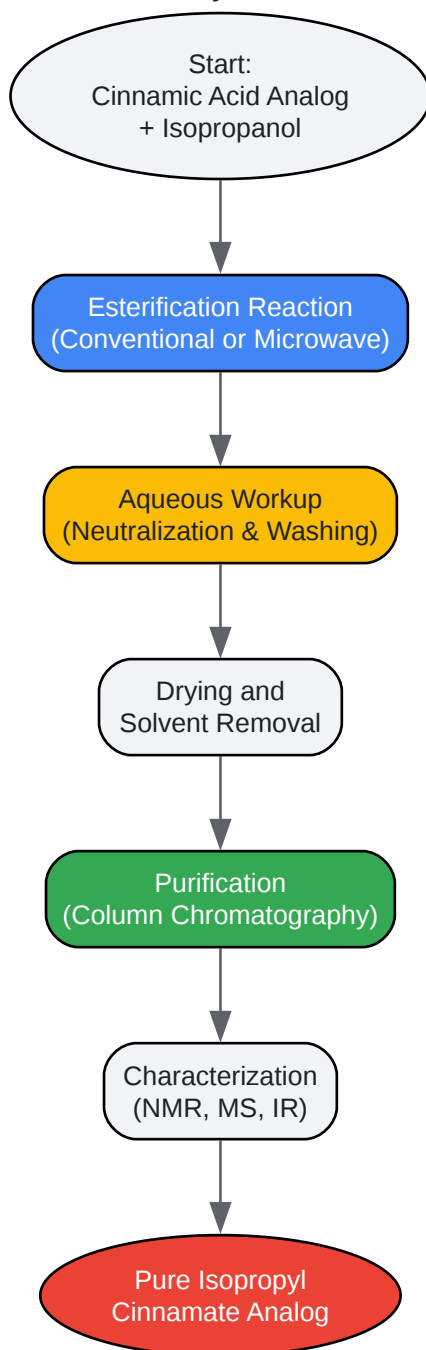 Start:
Cinnamic Acid Analog
+ Isopropanol
Esterification Reaction
(Conventional or Microwave)
Aqueous Workup
(Neutralization & Washing)
Drying and
Solvent Removal
Purification
(Column Chromatography)
Characterization
(NMR, MS, IR)
Pure Isopropyl
Cinnamate Analog